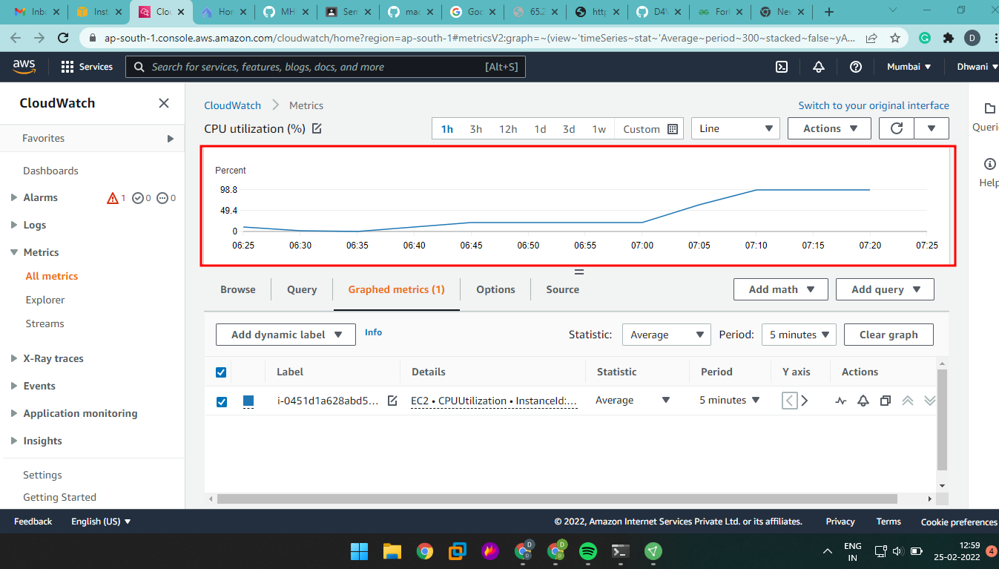 Inbo
Inst
Clo
Hor
MH
Sen
mac
Goo
65.2
http
D4\
Forl
Nev
ap-south-1.console.aws.amazon.com/cloudwatch/home?region=ap-south-1#metricsV2:graph=~(view~'timeSeries~stat~'Average~period~300~stacked~false~yA...
D
aws
Services
Search for services, features, blogs, docs, and more
[Alt+S]
Mumbai
Dhwani
CloudWatch
Favorites
Dashboards
Alarms
1
0
0
Logs
Metrics
All metrics
Explorer
Streams
X-Ray traces
Events
Application monitoring
Insights
Settings
Getting Started
CloudWatch
Metrics
Switch to your original interface
CPU utilization (%)
1h
3h
12h
1d
3d
1w
Custom
Line
Actions
Percent
98.8
49.4
0
06:25
06:30
06:35
06:40
06:45
06:50
06:55
07:00
07:05
07:10
07:15
07:20
07:25
Browse
Query
Graphed metrics (1)
Options
Source
Add math
Add query
Add dynamic label
Info
Statistic:
Average
Period:
5 minutes
Clear graph
Label
Details
Statistic
Period
Y axis
Actions
i-0451d1a628abd5...
EC2 • CPUUtilization • InstanceId:...
Average
5 minutes
Queri
Help
Feedback
English (US)
© 2022, Amazon Internet Services Private Ltd. or its affiliates.
Privacy
Terms
Cookie preferences
D
D
ENG
IN
12:59
25-02-2022
4